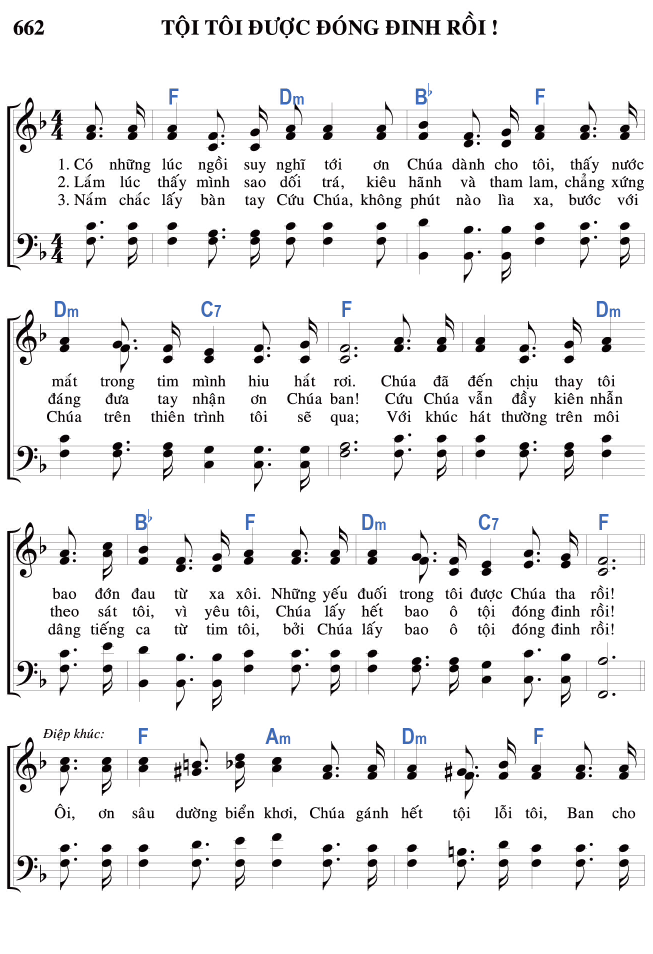 662 TỘI TÔI ĐƯỢC ĐÓNG ĐINH RỒI !
F Dm B♭ F
1. Có những lúc ngồi suy nghĩ tới ơn Chúa dành cho tôi, thấy nước
2. Lắm lúc thấy mình sao dối trá, kiêu hãnh và tham lam, chẳng xứng
3. Nắm chắc lấy bàn tay Cứu Chúa, không phút nào lìa xa, bước với
Dm C7 F Dm
mắt trong tim mình hiu hắt rơi. Chúa đã đến chịu thay tôi
đáng đưa tay nhận ơn Chúa ban! Cứu Chúa vẫn đầy kiên nhẫn
Chúa trên thiên trình tôi sẽ qua; Với khúc hát thường trên môi
B♭ F Dm C7 F
bao đớn đau từ xa xôi. Những yếu đuối trong tôi được Chúa tha rồi!
theo sát tôi, vì yêu tôi, Chúa lấy hết bao ô tội đóng đinh rồi!
dâng tiếng ca từ tim tôi, bởi Chúa lấy bao ô tội đóng đinh rồi!
Điệp khúc: F Am Dm F
Ôi, ơn sâu dường biển khơi, Chúa gánh hết tội lỗi tôi, Ban cho